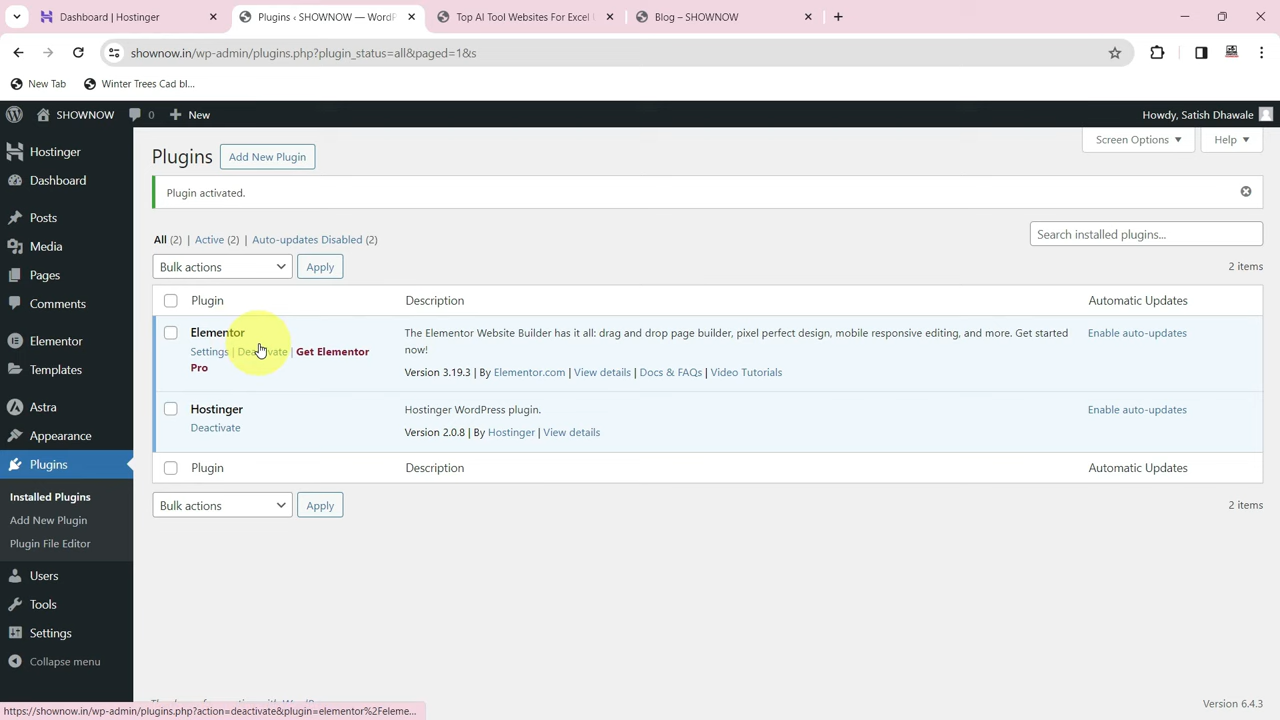 Dashboard | Hostinger
Plugins ‹ SHOWNOW — WordP
Top AI Tool Websites For Excel
Blog – SHOWNOW
shownow.in/wp-admin/plugins.php?plugin_status=all&paged=1&s
New Tab
Winter Trees Cad bl...
SHOWNOW
0
New
Howdy, Satish Dhawale
Hostinger
Dashboard
Posts
Media
Pages
Comments
Elementor
Templates
Astra
Appearance
Plugins
Installed Plugins
Add New Plugin
Plugin File Editor
Users
Tools
Settings
Collapse menu
Plugins
Add New Plugin
Screen Options
Help
Plugin activated.
All (2) | Active (2) | Auto-updates Disabled (2)
Search installed plugins...
Bulk actions
Apply
2 items
Plugin
Description
Automatic Updates
Elementor
Settings | Deactivate | Get Elementor
Pro
The Elementor Website Builder has it all: drag and drop page builder, pixel perfect design, mobile responsive editing, and more. Get started
now!
Version 3.19.3 | By Elementor.com | View details | Docs & FAQs | Video Tutorials
Enable auto-updates
Hostinger
Deactivate
Hostinger WordPress plugin.
Version 2.0.8 | By Hostinger | View details
Enable auto-updates
Plugin
Description
Automatic Updates
Bulk actions
Apply
2 items
Version 6.4.3
https://shownow.in/wp-admin/plugins.php?action=deactivate&plugin=elementor%2Feleme...